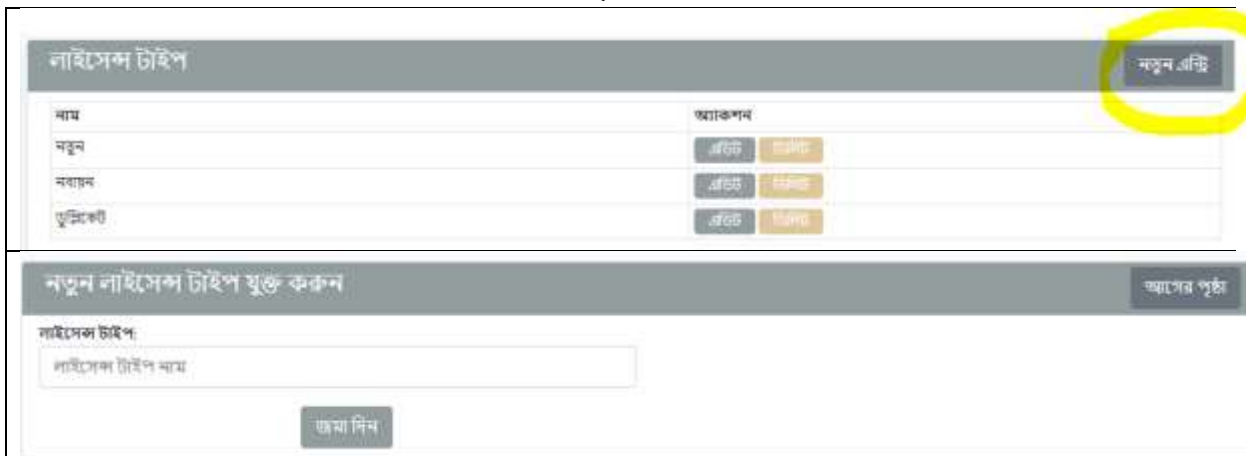 লাইসেন্স টাইপ
নতুন এন্ট্রি
নাম অ্যাকশন
নতুন এডিট ডিলিট
নবায়ন এডিট ডিলিট
ডুপ্লিকেট এডিট ডিলিট
নতুন লাইসেন্স টাইপ যুক্ত করুন
আগের পৃষ্ঠা
লাইসেন্স টাইপ:
লাইসেন্স টাইপ নাম
জমা দিন